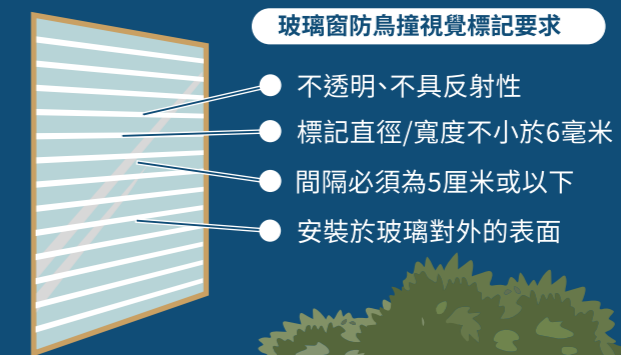 玻璃窗防鳥撞視覺標記要求
不透明、不具反射性
標記直徑/寬度不小於6毫米
間隔必須為5厘米或以下
安裝於玻璃對外的表面